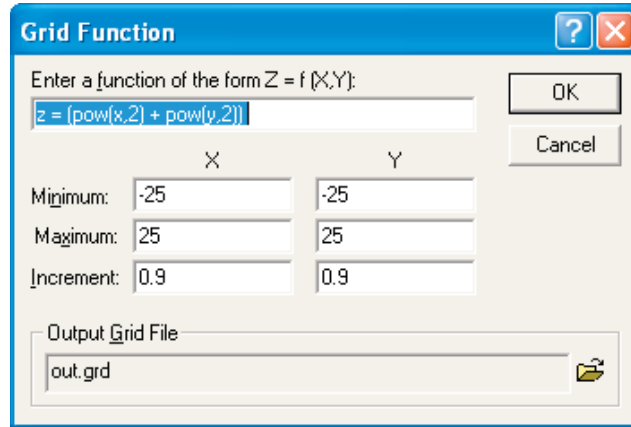 Grid Function
Enter a function of the form Z = f (X,Y):
z = (pow(x,2) + pow(y,2))
OK
Cancel
X Y
Minimum: -25 -25
Maximum: 25 25
Increment: 0.9 0.9
Output Grid File
out.grd